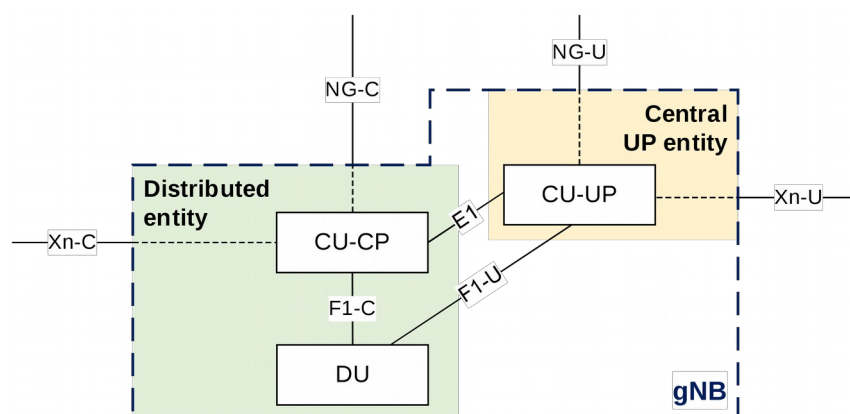 NG-U
NG-C
Central
UP entity
Distributed
entity
CU-UP
Xn-U
E1
CU-CP
Xn-C
F1-U
F1-C
DU
gNB